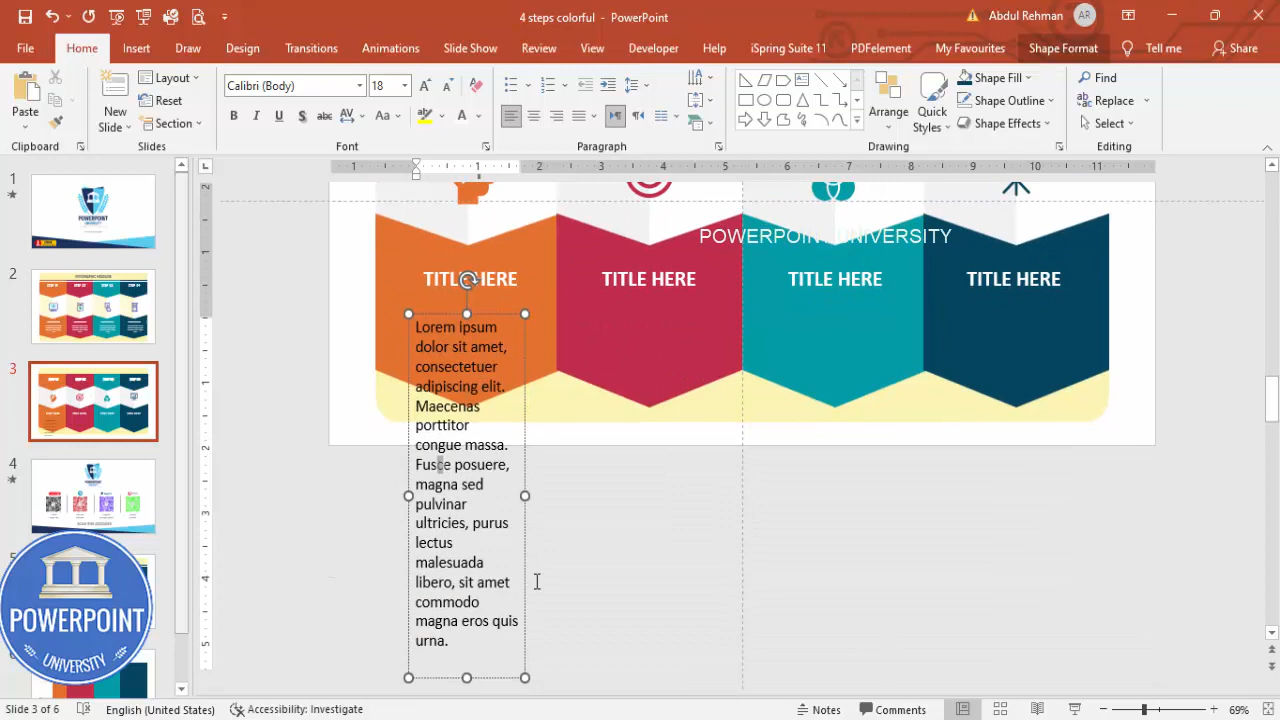 4 steps colorful - PowerPoint
Abdul Rehman
AR
File
Home
Insert
Draw
Design
Transitions
Animations
Slide Show
Review
View
Developer
Help
iSpring Suite 11
PDFelement
My Favourites
Shape Format
Tell me
Share
Paste
Clipboard
New
Slide
Layout
Reset
Section
Slides
Calibri (Body)
18
Font
Paragraph
Arrange
Quick
Styles
Shape Fill
Shape Outline
Shape Effects
Drawing
Find
Replace
Select
Editing
1
2
3
4
POWERPOINT UNIVERSITY
TITLE HERE
TITLE HERE
TITLE HERE
TITLE HERE
Lorem ipsum
dolor sit amet,
consectetuer
adipiscing elit.
Maecenas
porttitor
congue massa.
Fusce posuere,
magna sed
pulvinar
ultricies, purus
lectus
malesuada
libero, sit amet
commodo
magna eros quis
urna.
POWERPOINT
UNIVERSITY
Slide 3 of 6
English (United States)
Accessibility: Investigate
Notes
Comments
69%